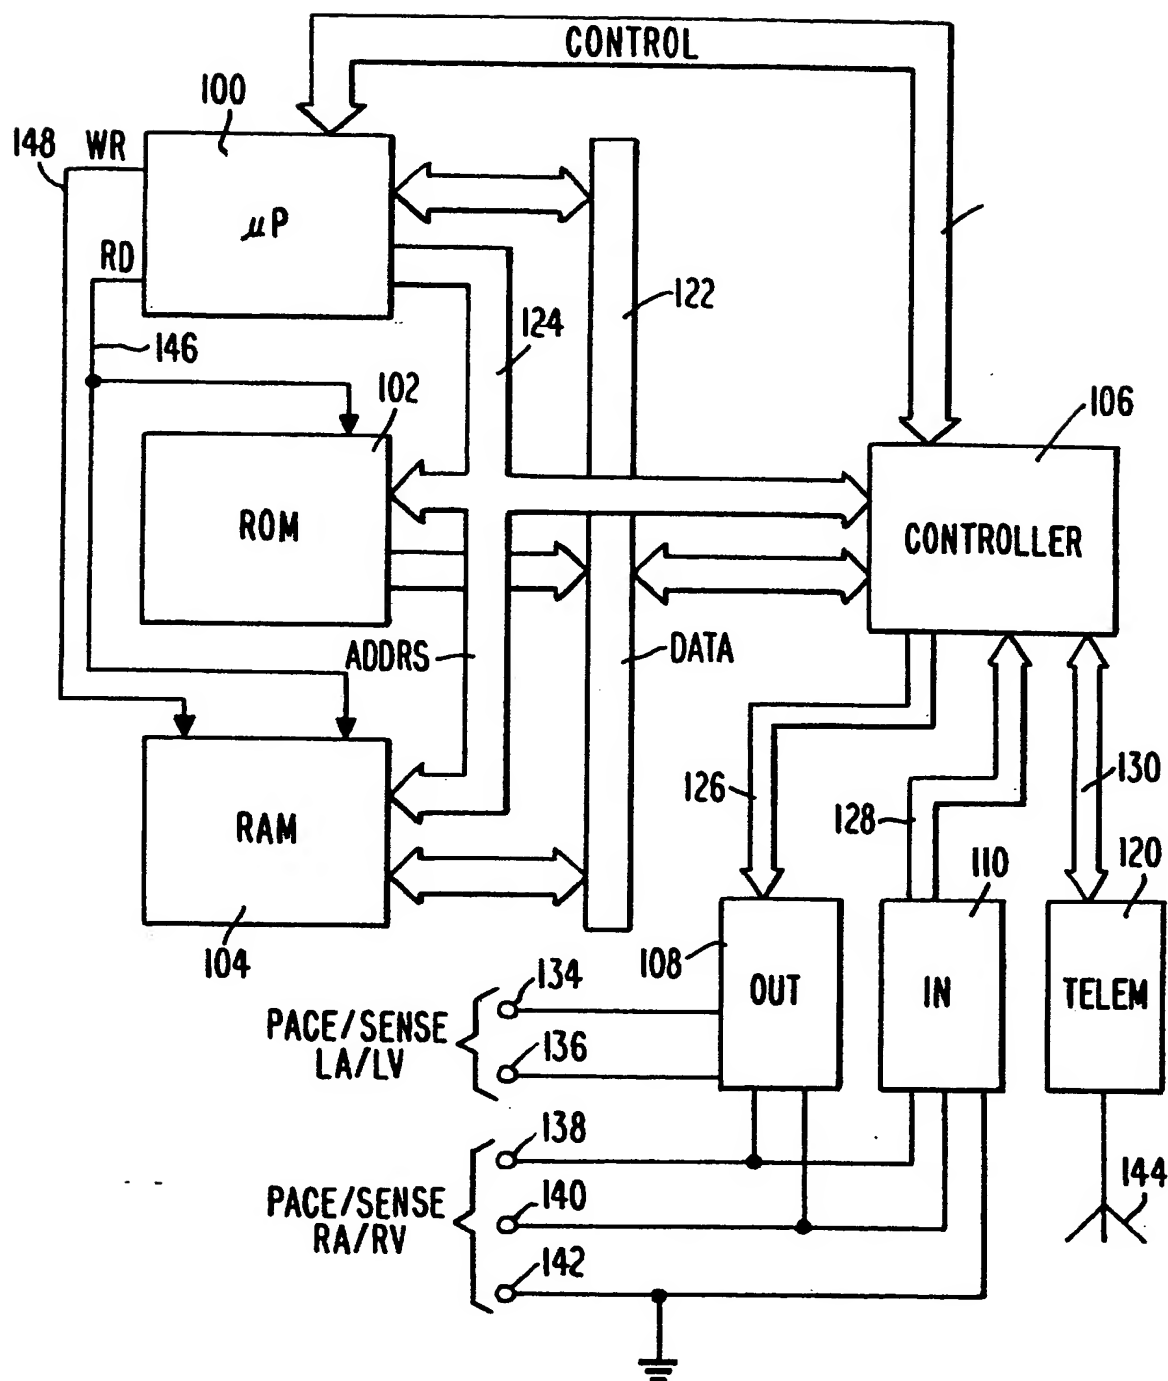 CONTROL
100
148
WR
μP
RD
122
124
146
102
106
ROM
CONTROLLER
ADDRS
DATA
126
130
128
RAM
110
120
104
108
134
OUT
IN
TELEM
PACE/SENSE
LA/LV
136
138
PACE/SENSE
RA/RV
140
144
142